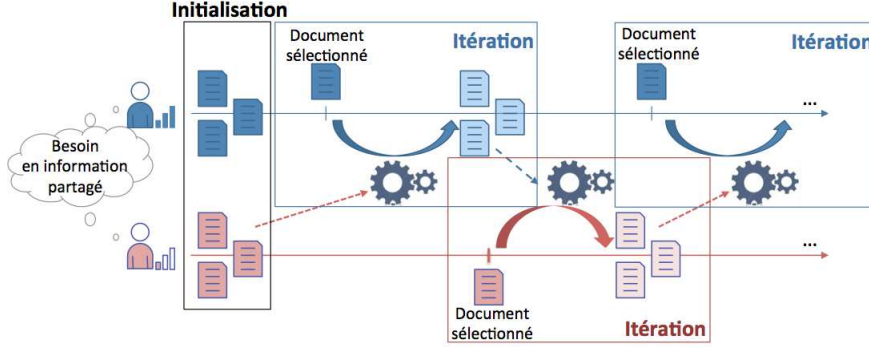 Initialisation
Document
sélectionné
Itération
Document
sélectionné
Itération
...
Besoin
en information
partagé
...
Document
sélectionné
Itération